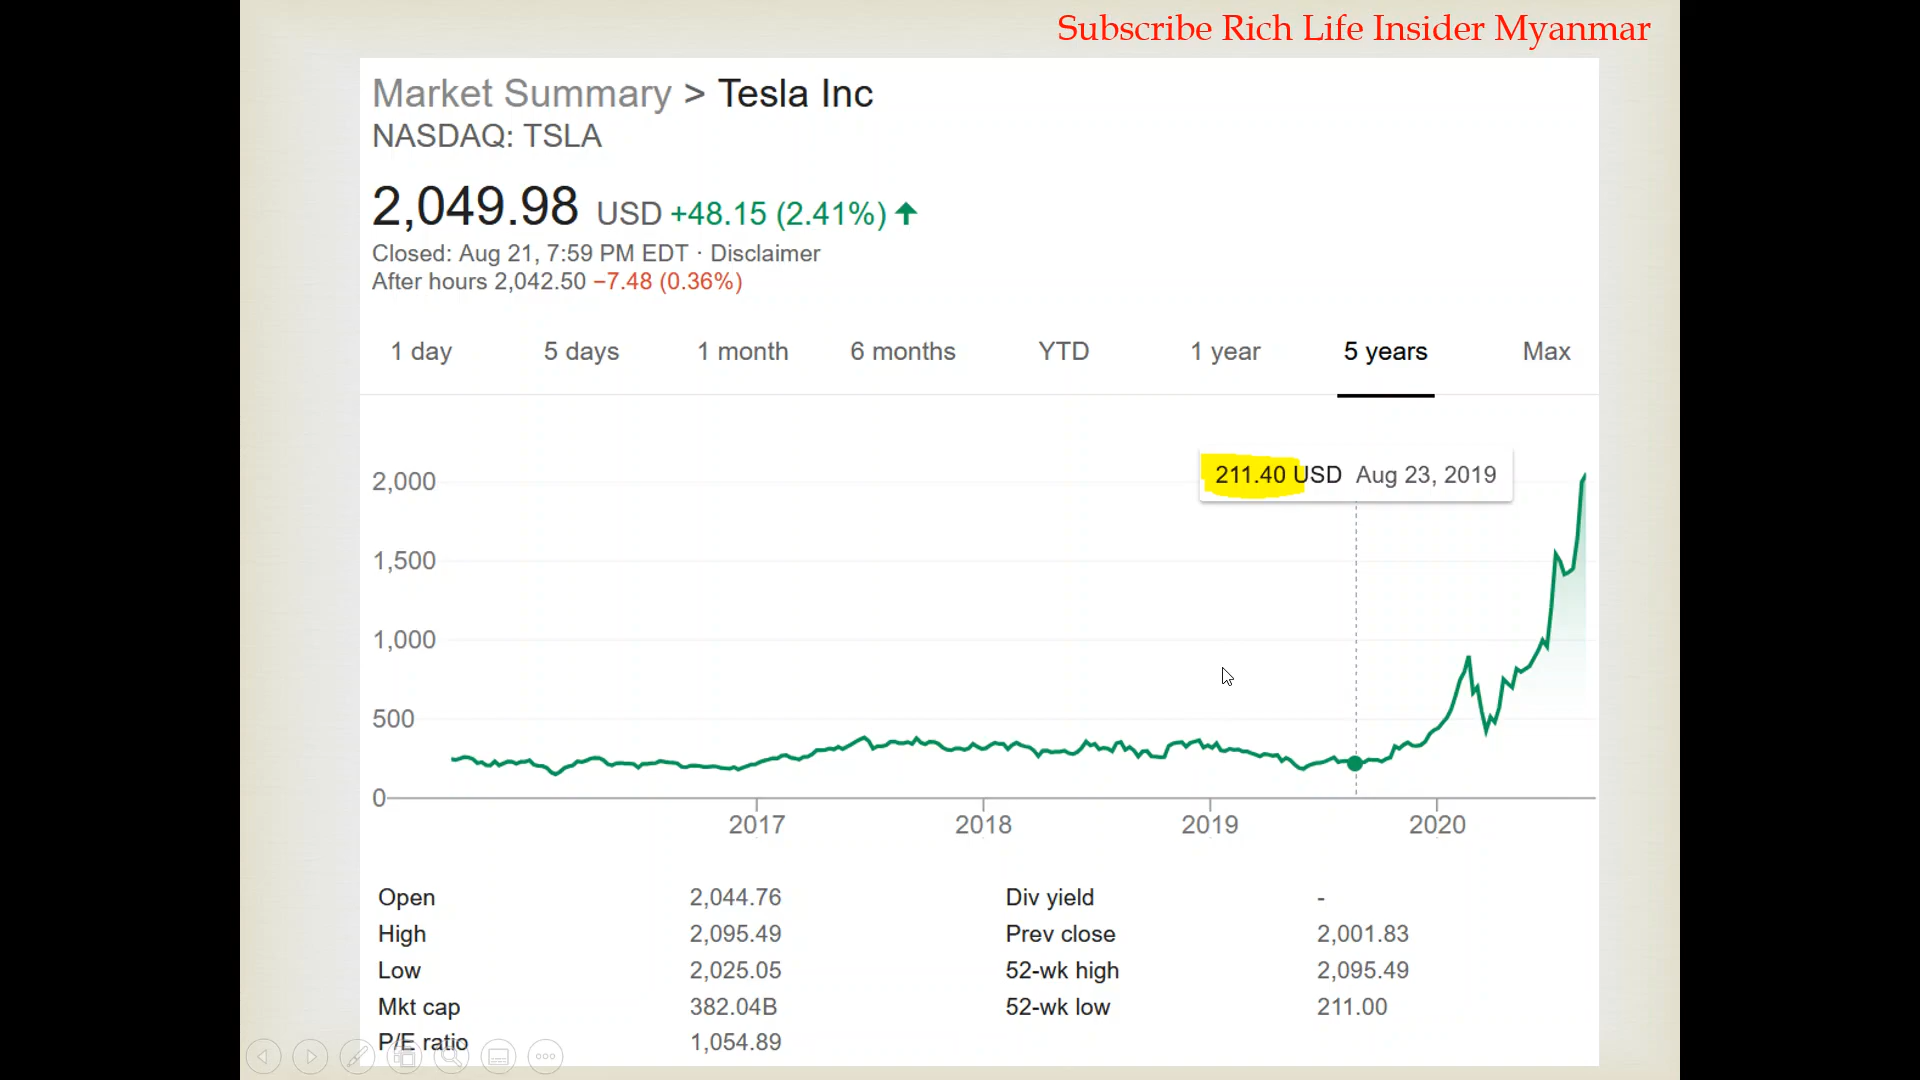 Subscribe Rich Life Insider Myanmar
Market Summary > Tesla Inc
NASDAQ: TSLA
2,049.98 USD +48.15 (2.41%)
Closed: Aug 21, 7:59 PM EDT · Disclaimer
After hours 2,042.50 −7.48 (0.36%)
1 day 5 days 1 month 6 months YTD 1 year 5 years Max
211.40 USD Aug 23, 2019
2,000
1,500
1,000
500
0
2017 2018 2019 2020
Open 2,044.76 Div yield -
High 2,095.49 Prev close 2,001.83
Low 2,025.05 52-wk high 2,095.49
Mkt cap 382.04B 52-wk low 211.00
P/E ratio 1,054.89